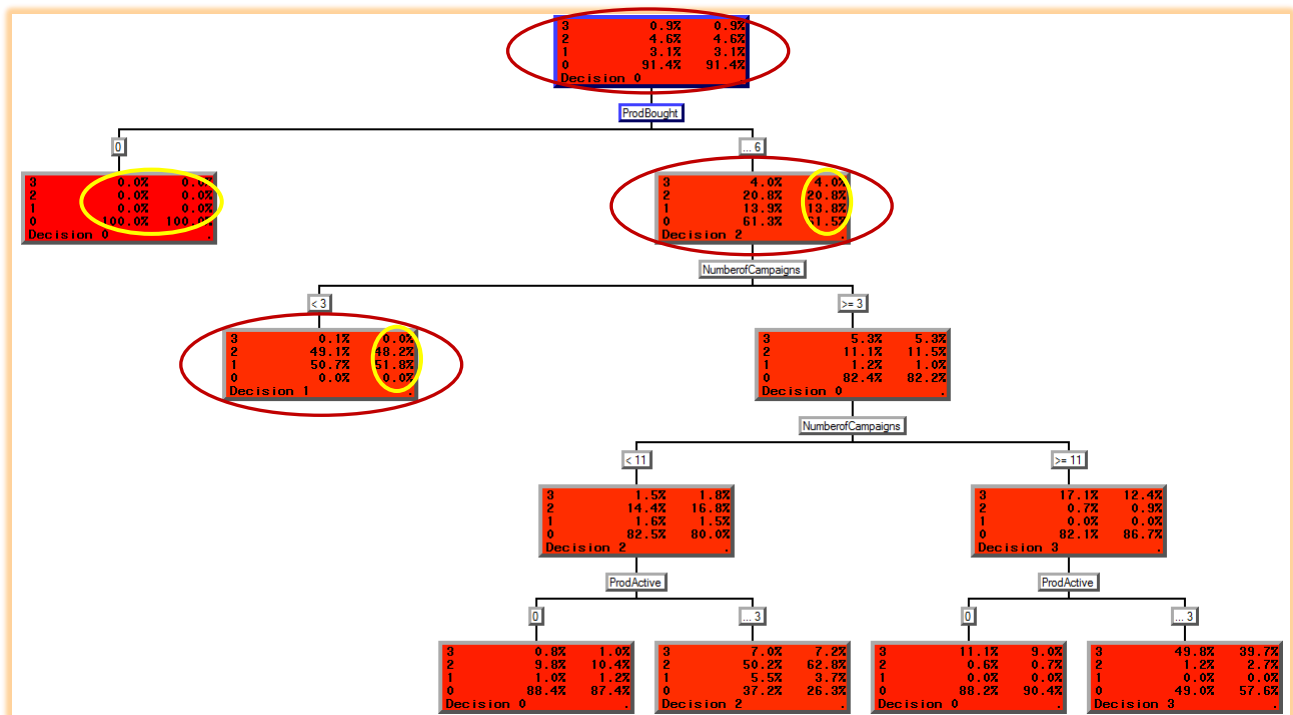 3 0.9% 0.9%
2 4.6% 4.6%
1 3.1% 3.1%
0 91.4% 91.4%
Decision 0
ProdBought
0
... 6
3 0.0% 0.0%
2 0.0% 0.0%
1 0.0% 0.0%
0 100.0% 100.0%
Decision 0 .
3 4.0% 4.0%
2 20.8% 20.8%
1 13.9% 13.8%
0 61.3% 61.5%
Decision 2 .
NumberofCampaigns
< 3
>= 3
3 0.1% 0.0%
2 49.1% 48.2%
1 50.7% 51.8%
0 0.0% 0.0%
Decision 1 .
3 5.3% 5.3%
2 11.1% 11.5%
1 1.2% 1.0%
0 82.4% 82.2%
Decision 0 .
NumberofCampaigns
< 11
>= 11
3 1.5% 1.8%
2 14.4% 16.8%
1 1.6% 1.5%
0 82.5% 80.0%
Decision 2 .
3 17.1% 12.4%
2 0.7% 0.9%
1 0.0% 0.0%
0 82.1% 86.7%
Decision 3 .
ProdActive
ProdActive
0
... 3
0
... 3
3 0.8% 1.0%
2 9.8% 10.4%
1 1.0% 1.2%
0 88.4% 87.4%
Decision 0 .
3 7.0% 7.2%
2 50.2% 62.8%
1 5.5% 3.7%
0 37.2% 26.3%
Decision 2 .
3 11.1% 9.0%
2 0.6% 0.7%
1 0.0% 0.0%
0 88.2% 90.4%
Decision 0 .
3 49.8% 39.7%
2 1.2% 2.7%
1 0.0% 0.0%
0 49.0% 57.6%
Decision 3 .